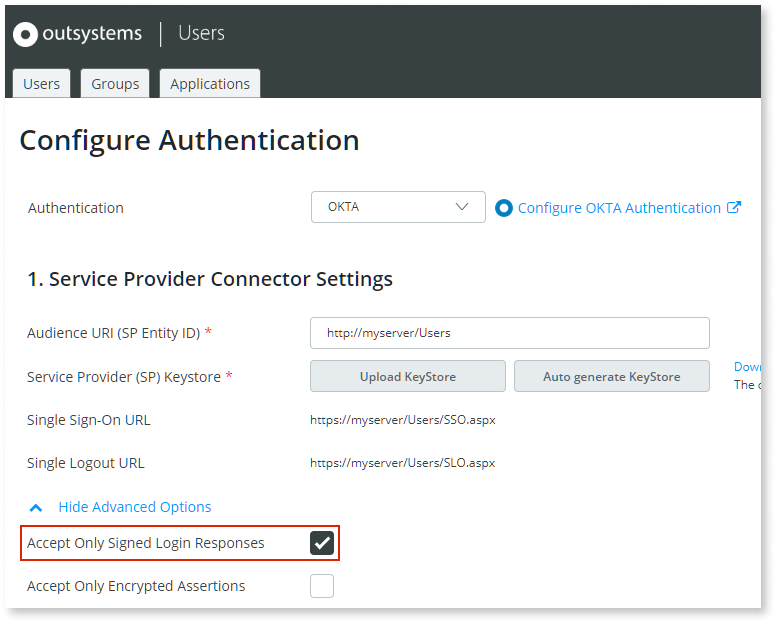 outsystems | Users
Users Groups Applications
Configure Authentication
Authentication OKTA Configure OKTA Authentication
1. Service Provider Connector Settings
Audience URI (SP Entity ID) * http://myserver/Users
Service Provider (SP) Keystore * Upload KeyStore Auto generate KeyStore
The
Single Sign-On URL https://myserver/Users/SSO.aspx
Single Logout URL https://myserver/Users/SLO.aspx
Hide Advanced Options
Accept Only Signed Login Responses
Accept Only Encrypted Assertions